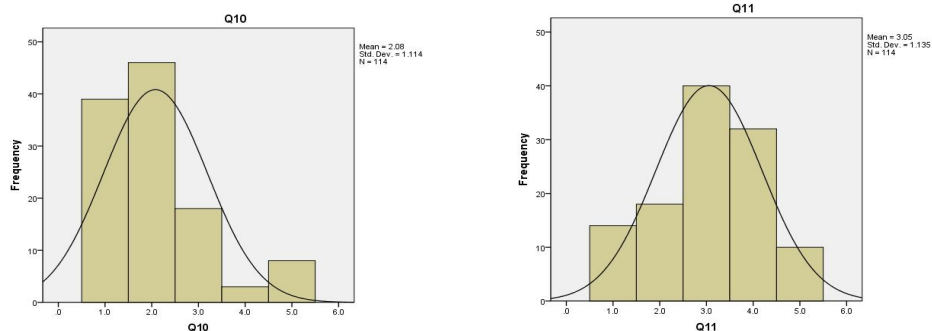 Q10
Mean = 2.08
Std. Dev. = 1.114
N = 114
Frequency
50
40
30
20
10
0
.0 1.0 2.0 3.0 4.0 5.0 6.0
Q10
Q11
Mean = 3.05
Std. Dev. = 1.135
N = 114
Frequency
50
40
30
20
10
0
.0 1.0 2.0 3.0 4.0 5.0 6.0
Q11